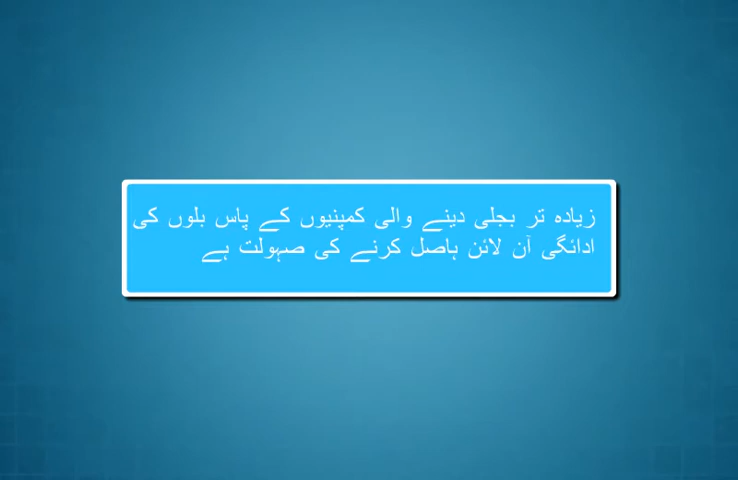 زیادہ تر بجلی دینے والی کمپنیوں کے پاس بلوں کی
ادائگی آن لائن ہاصل کرنے کی صہولت ہے